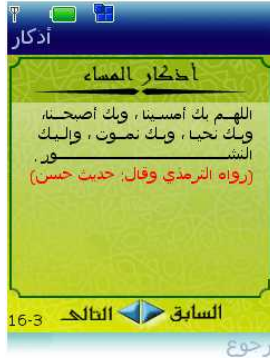 أذكار
أذكار المساء
اللهم بك أمسينا ، وبك أصبحنا،
وبك نحيا ، وبك نموت ، وإليك
النشور .
(رواه الترمذي وقال: حديث حسن)
السابق التالي
16-3
رجوع